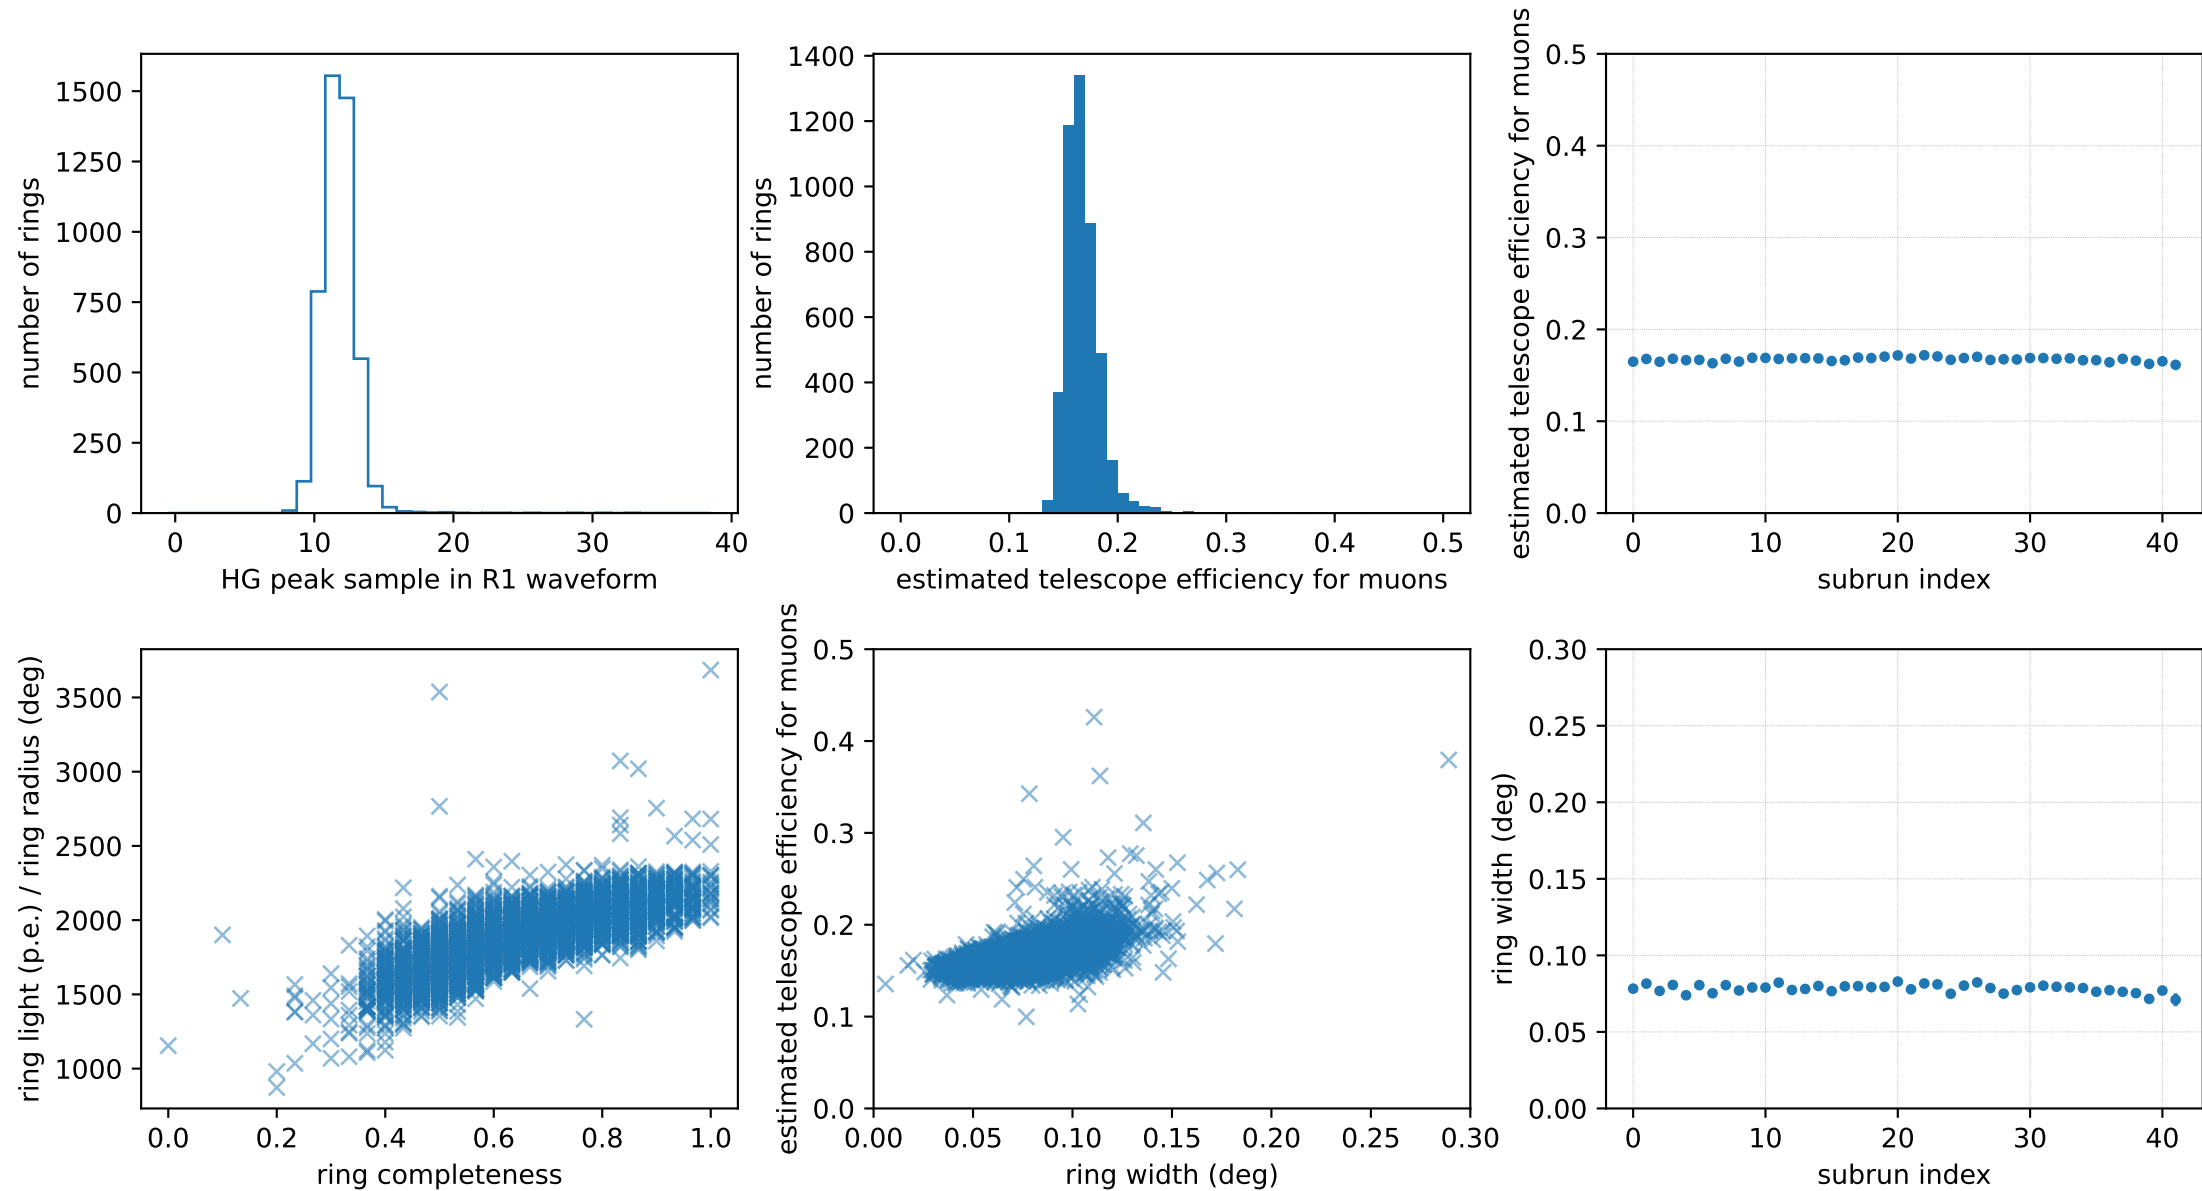 number of rings
1500
1250
1000
750
500
250
0
0 10 20 30 40
HG peak sample in R1 waveform
number of rings
1400
1200
1000
800
600
400
200
0
0.0 0.1 0.2 0.3 0.4 0.5
estimated telescope efficiency for muons
estimated telescope efficiency for muons
0.5
0.4
0.3
0.2
0.1
0.0
0 10 20 30 40
subrun index
ring light (p.e.) / ring radius (deg)
3500
3000
2500
2000
1500
1000
0.0 0.2 0.4 0.6 0.8 1.0
ring completeness
estimated telescope efficiency for muons
0.5
0.4
0.3
0.2
0.1
0.0
0.00 0.05 0.10 0.15 0.20 0.25 0.30
ring width (deg)
ring width (deg)
0.30
0.25
0.20
0.15
0.10
0.05
0.00
0 10 20 30 40
subrun index